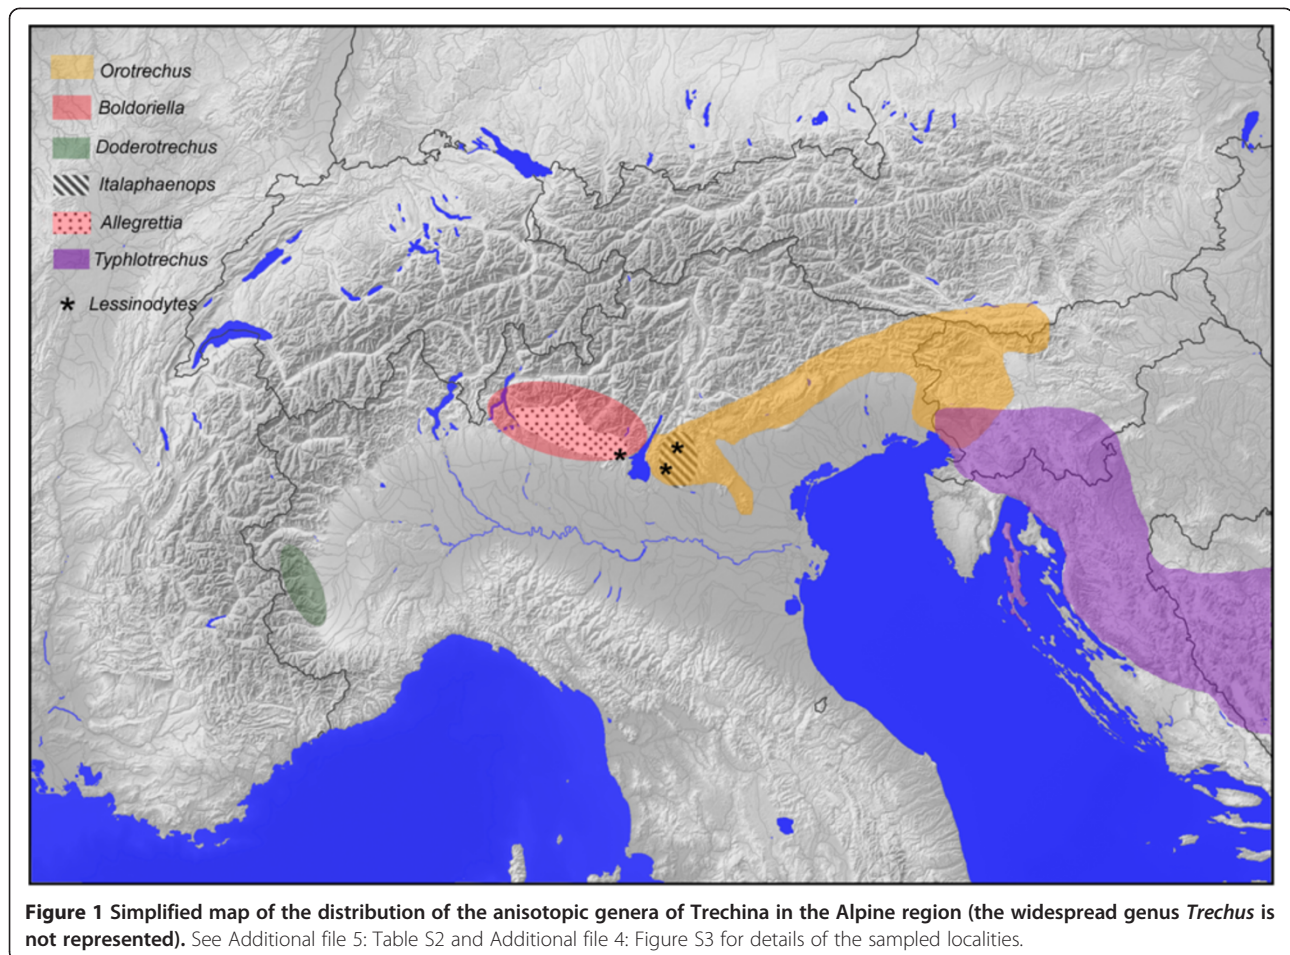 Orotrechus
Boldoriella
Doderotrechus
Italaphaenops
Allegrettia
Typhlotrechus
* Lessinodytes
*
*
*
Figure 1 Simplified map of the distribution of the anisotopic genera of Trechina in the Alpine region (the widespread genus Trechus is
not represented). See Additional file 5: Table S2 and Additional file 4: Figure S3 for details of the sampled localities.